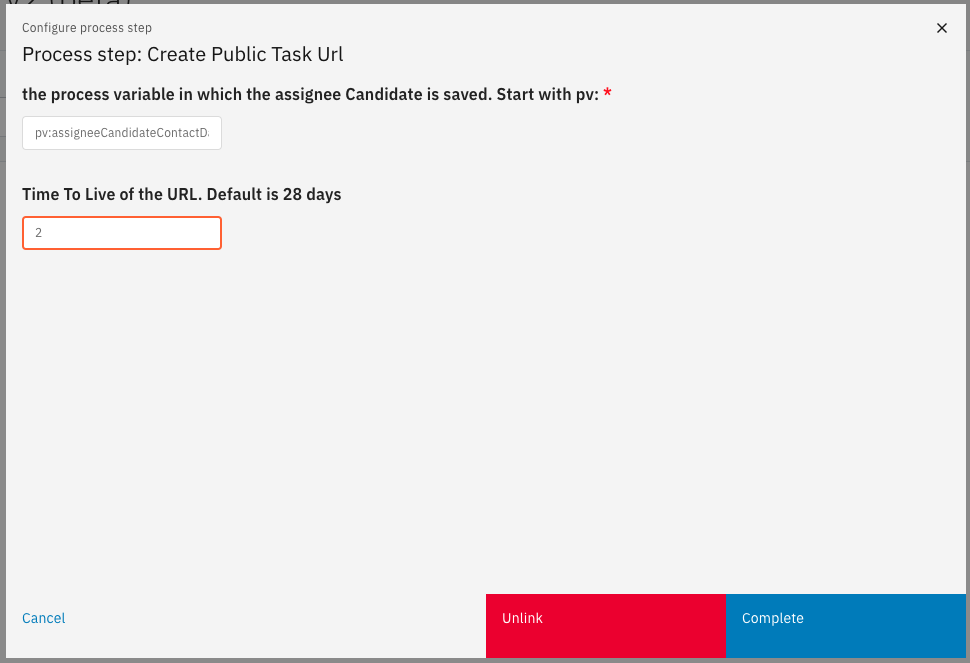 Configure process step
Process step: Create Public Task Url
the process variable in which the assignee Candidate is saved. Start with pv: *
pv:assigneeCandidateContactD
Time To Live of the URL. Default is 28 days
2
Cancel
Unlink
Complete